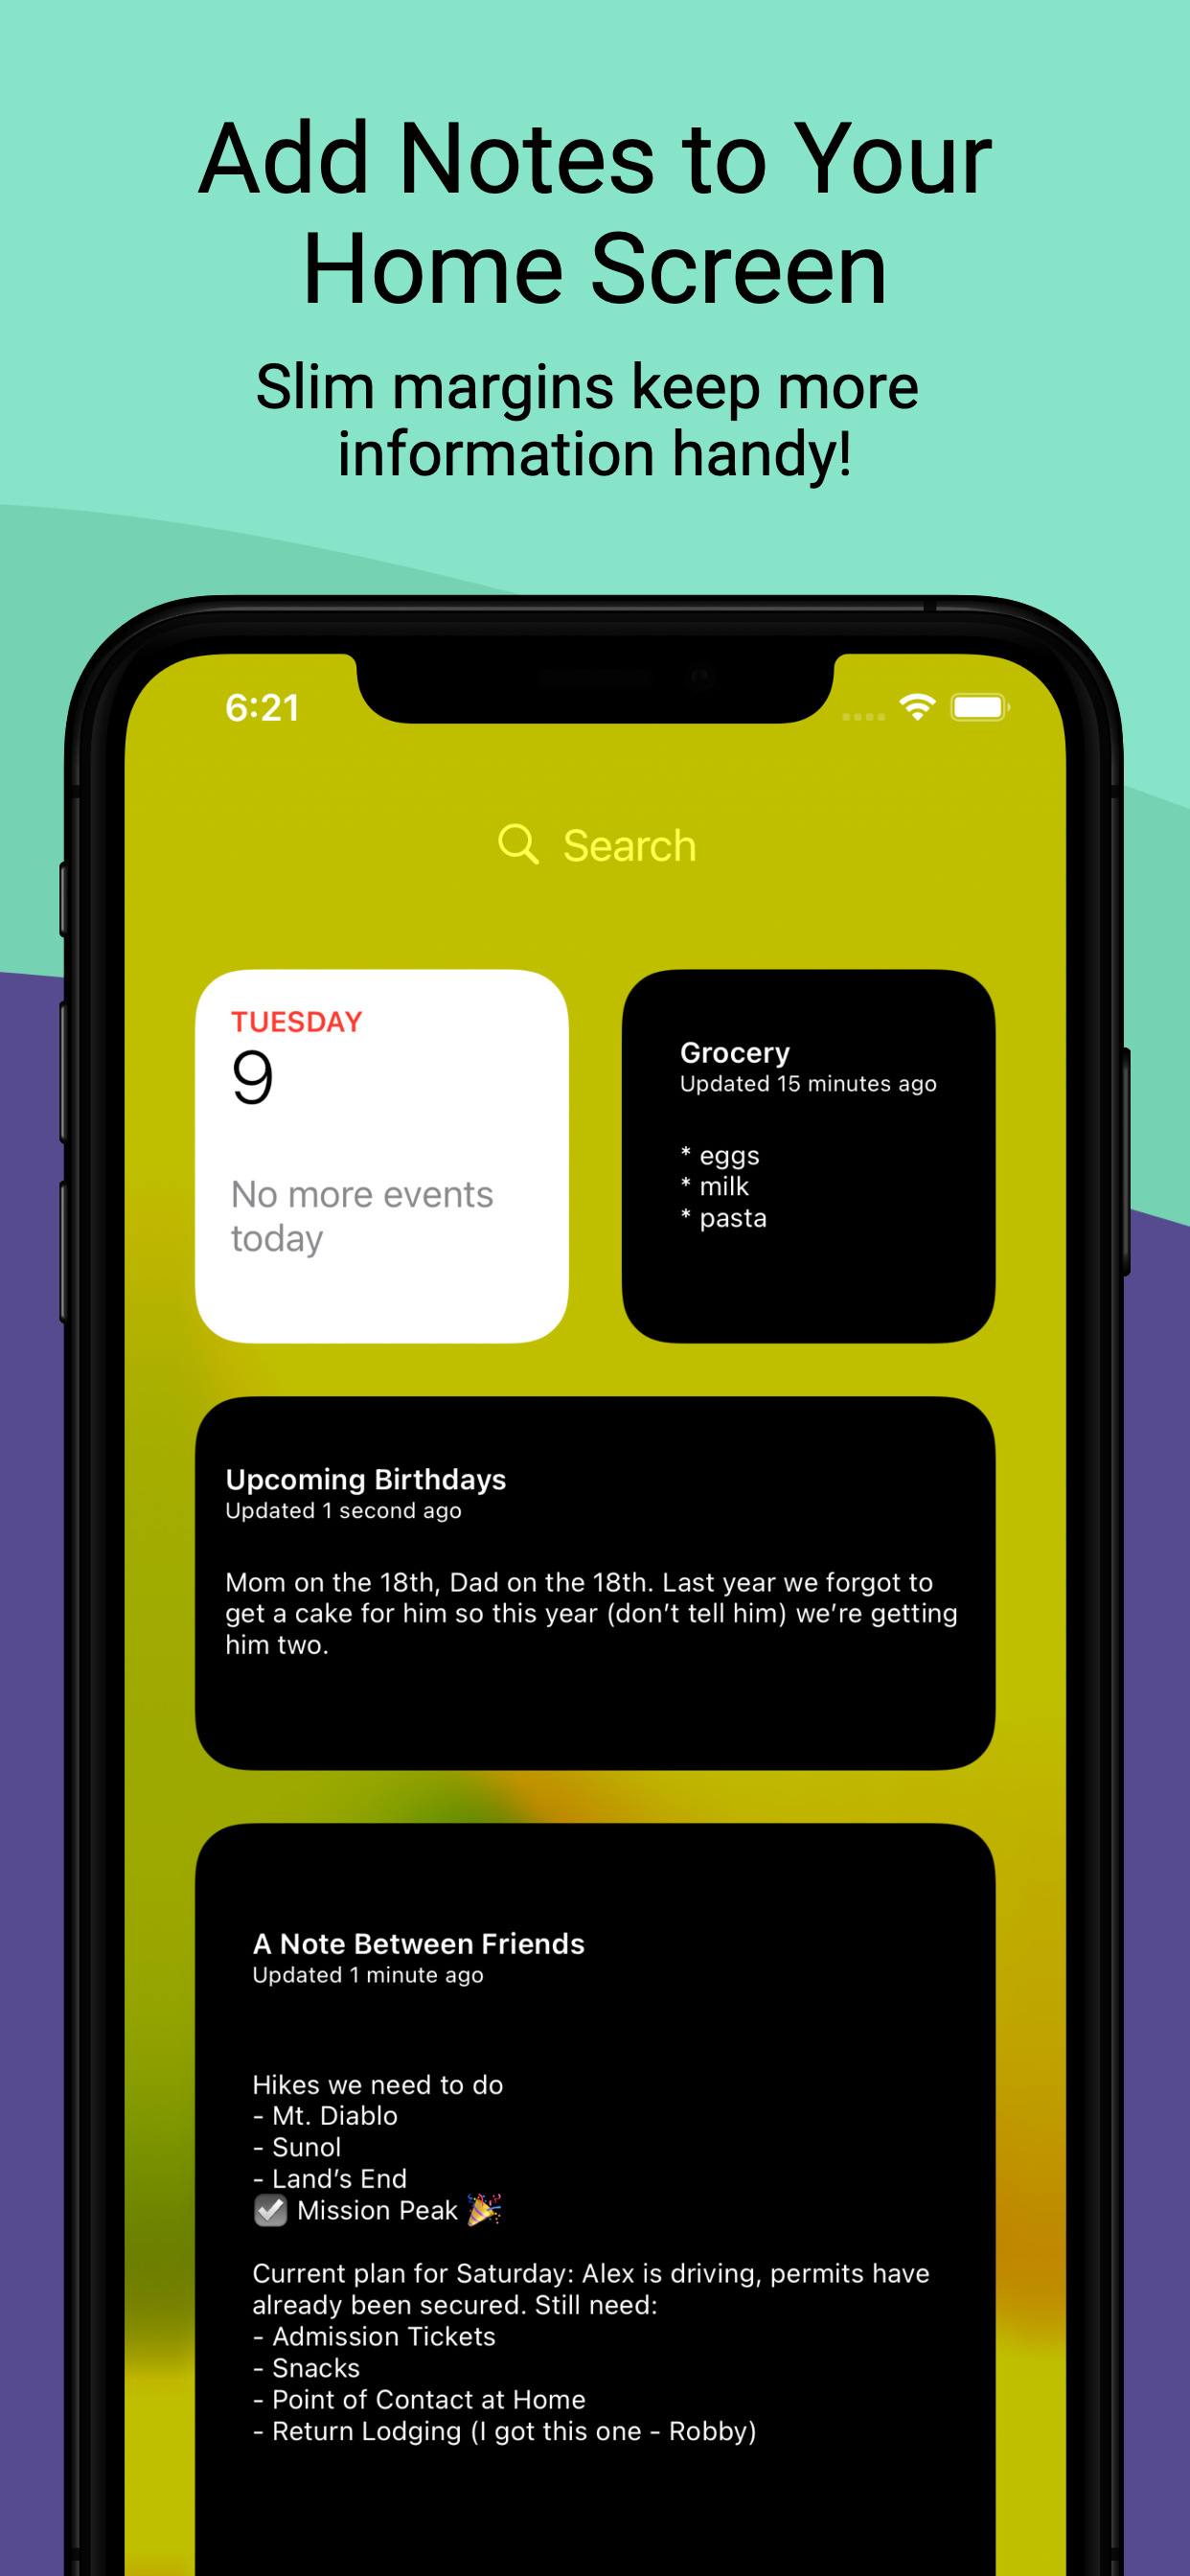 Add Notes to Your
Home Screen
Slim margins keep more
information handy!
6:21
Search
TUESDAY
9
No more events
today
Grocery
Updated 15 minutes ago
* eggs
* milk
* pasta
Upcoming Birthdays
Updated 1 second ago
Mom on the 18th, Dad on the 18th. Last year we forgot to
get a cake for him so this year (don’t tell him) we’re getting
him two.
A Note Between Friends
Updated 1 minute ago
Hikes we need to do
- Mt. Diablo
- Sunol
- Land’s End
☑️ Mission Peak 🎉
Current plan for Saturday: Alex is driving, permits have
already been secured. Still need:
- Admission Tickets
- Snacks
- Point of Contact at Home
- Return Lodging (I got this one - Robby)